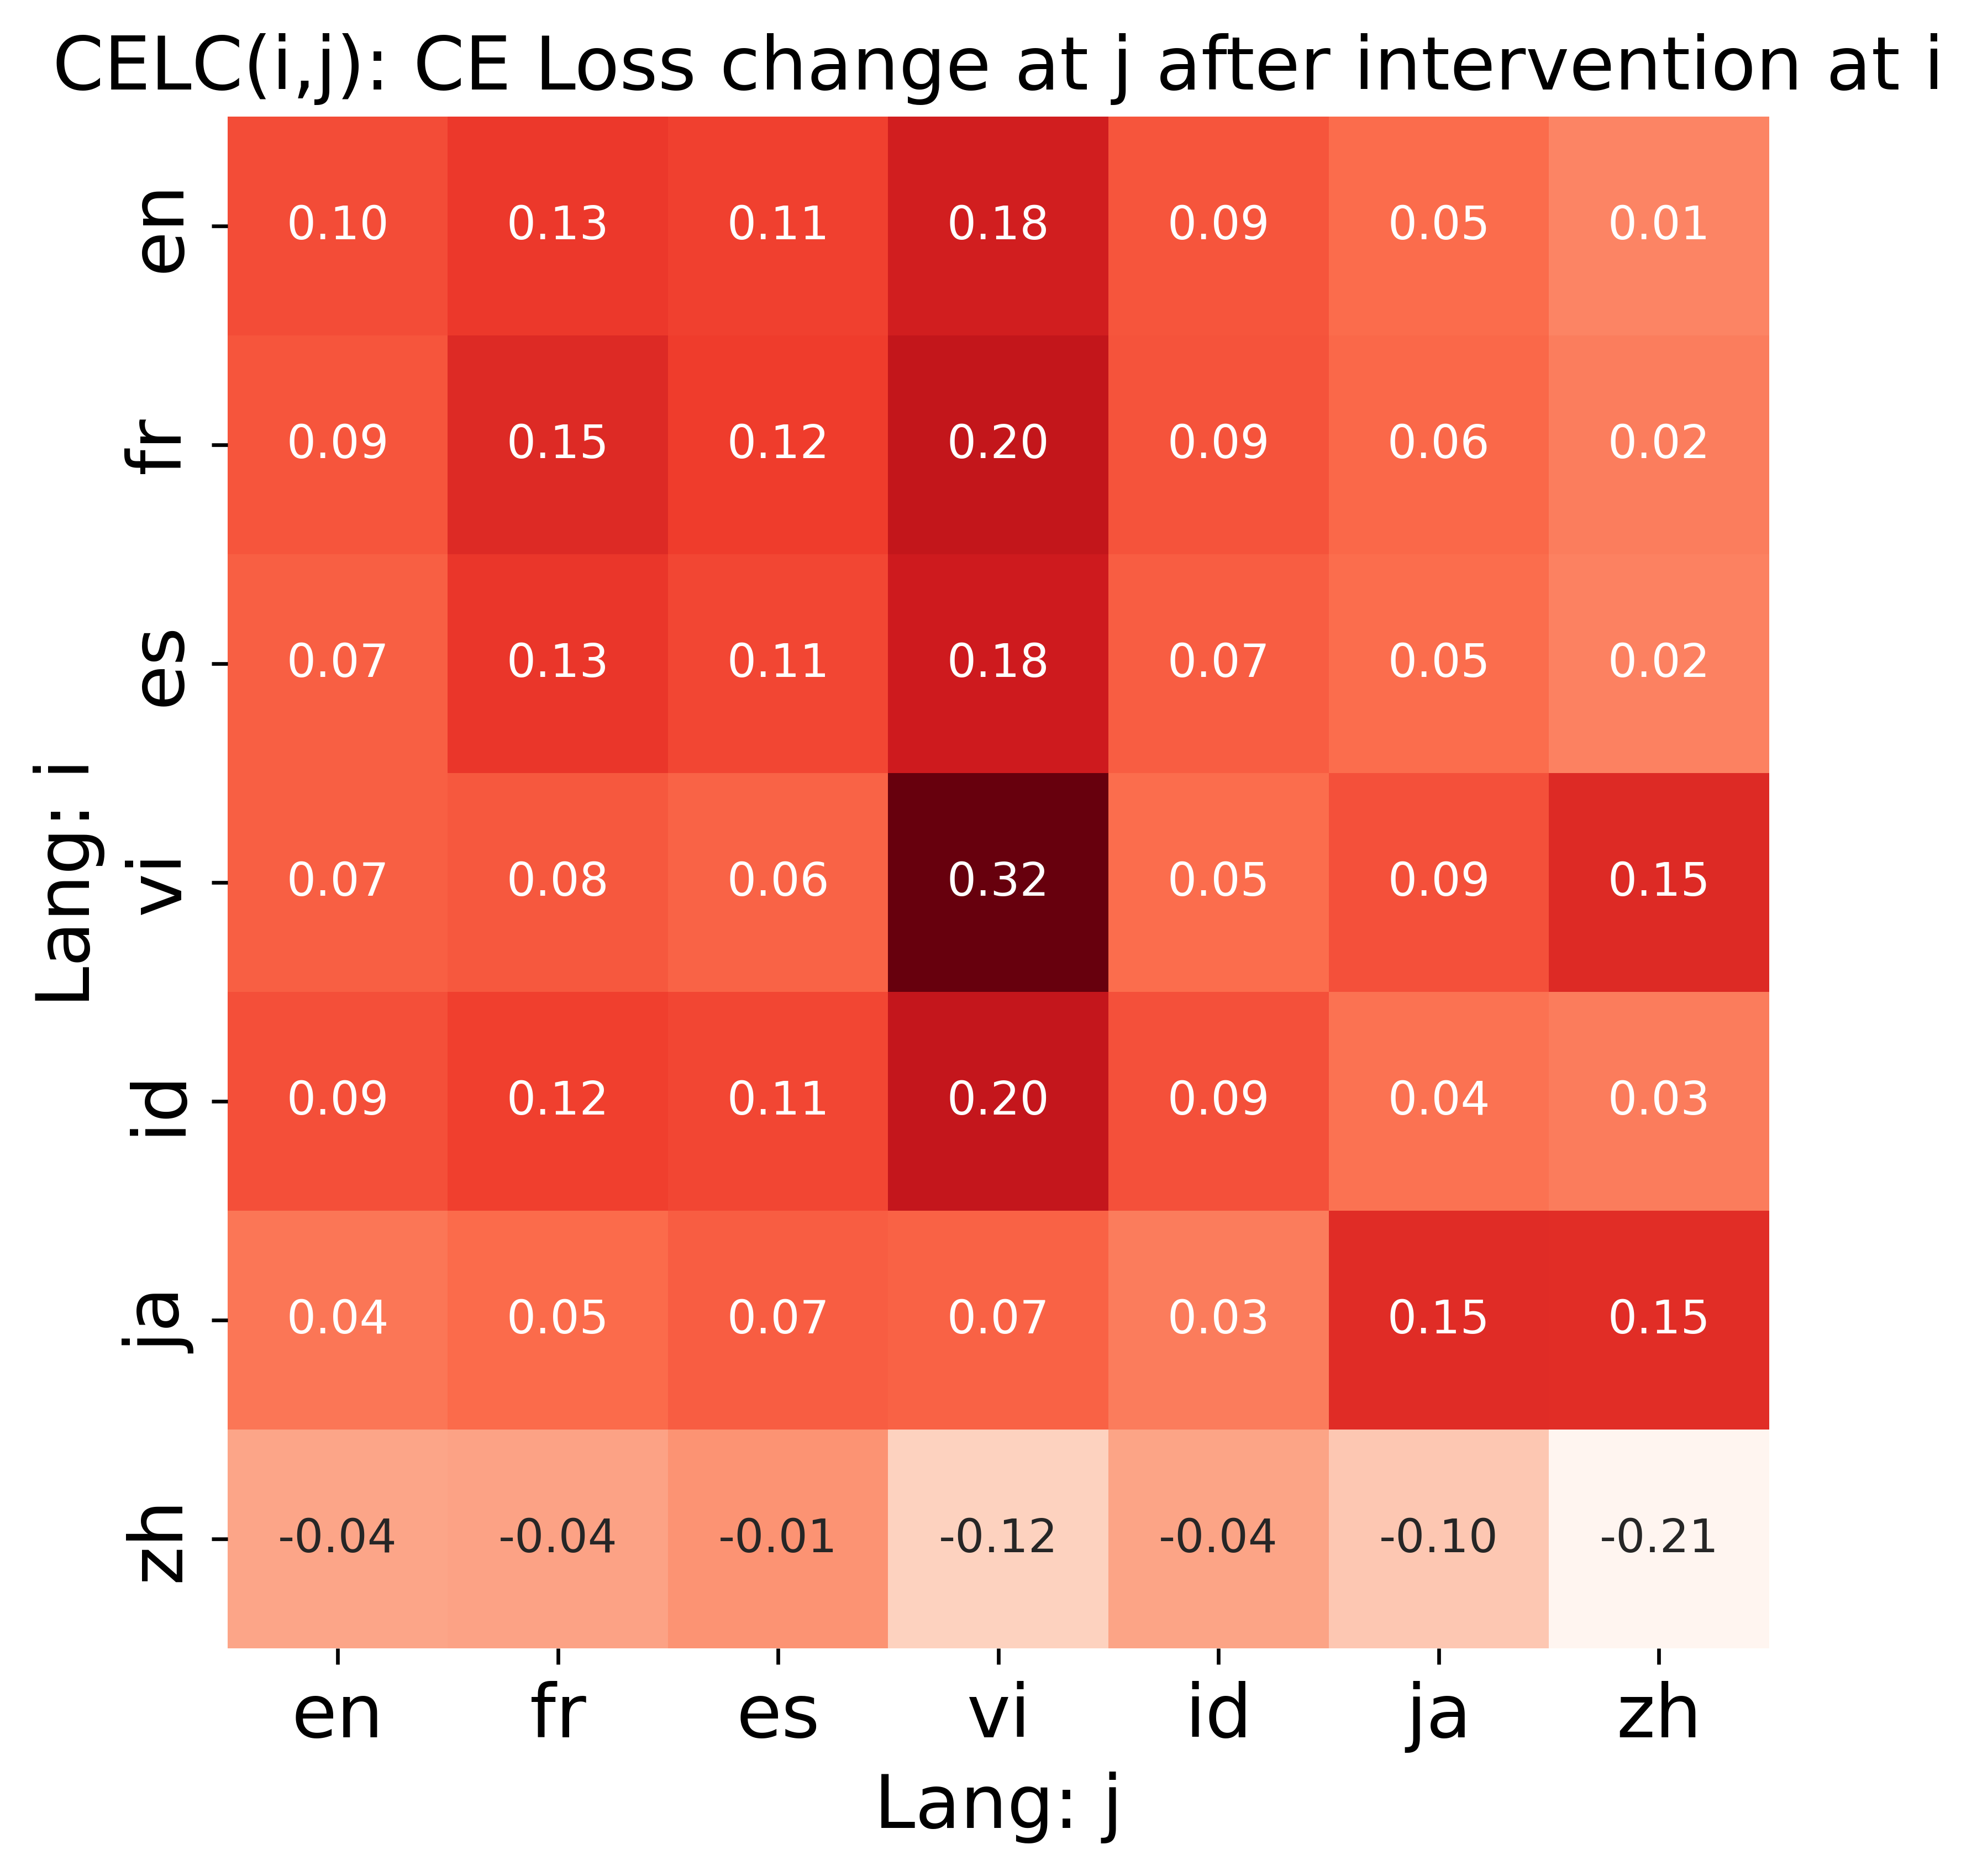 CELC(i,j): CE Loss change at j after intervention at i
en 0.10 0.13 0.11 0.18 0.09 0.05 0.01
fr 0.09 0.15 0.12 0.20 0.09 0.06 0.02
es 0.07 0.13 0.11 0.18 0.07 0.05 0.02
Lang: i
vi 0.07 0.08 0.06 0.32 0.05 0.09 0.15
id 0.09 0.12 0.11 0.20 0.09 0.04 0.03
ja 0.04 0.05 0.07 0.07 0.03 0.15 0.15
zh -0.04 -0.04 -0.01 -0.12 -0.04 -0.10 -0.21
en fr es vi id ja zh
Lang: j